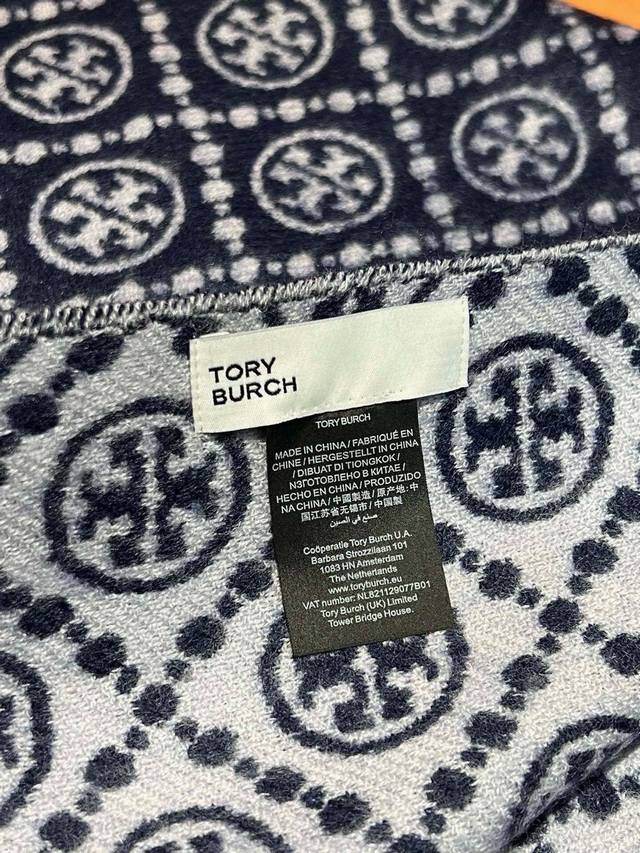 TORY
BURCH
TORY BURCH
MADE IN CHINA / FABRIQUÉ EN
CHINE / HERGESTELLT IN CHINA
/ DIBUAT DI TIONGKOK /
ИЗГОТОВЛЕНО В КИТАЕ /
HECHO EN CHINA / PRODUZIDO
NA CHINA / 中國製造 / 原产地: 中
国江苏省无锡市 / 中国製
صنع في الصين
Coöperatie Tory Burch U.A.
Barbara Strozzilaan 101
1083 HN Amsterdam
The Netherlands
www.toryburch.eu
VAT number: NL821129077B01
Tory Burch (UK) Limited
Tower Bridge House.